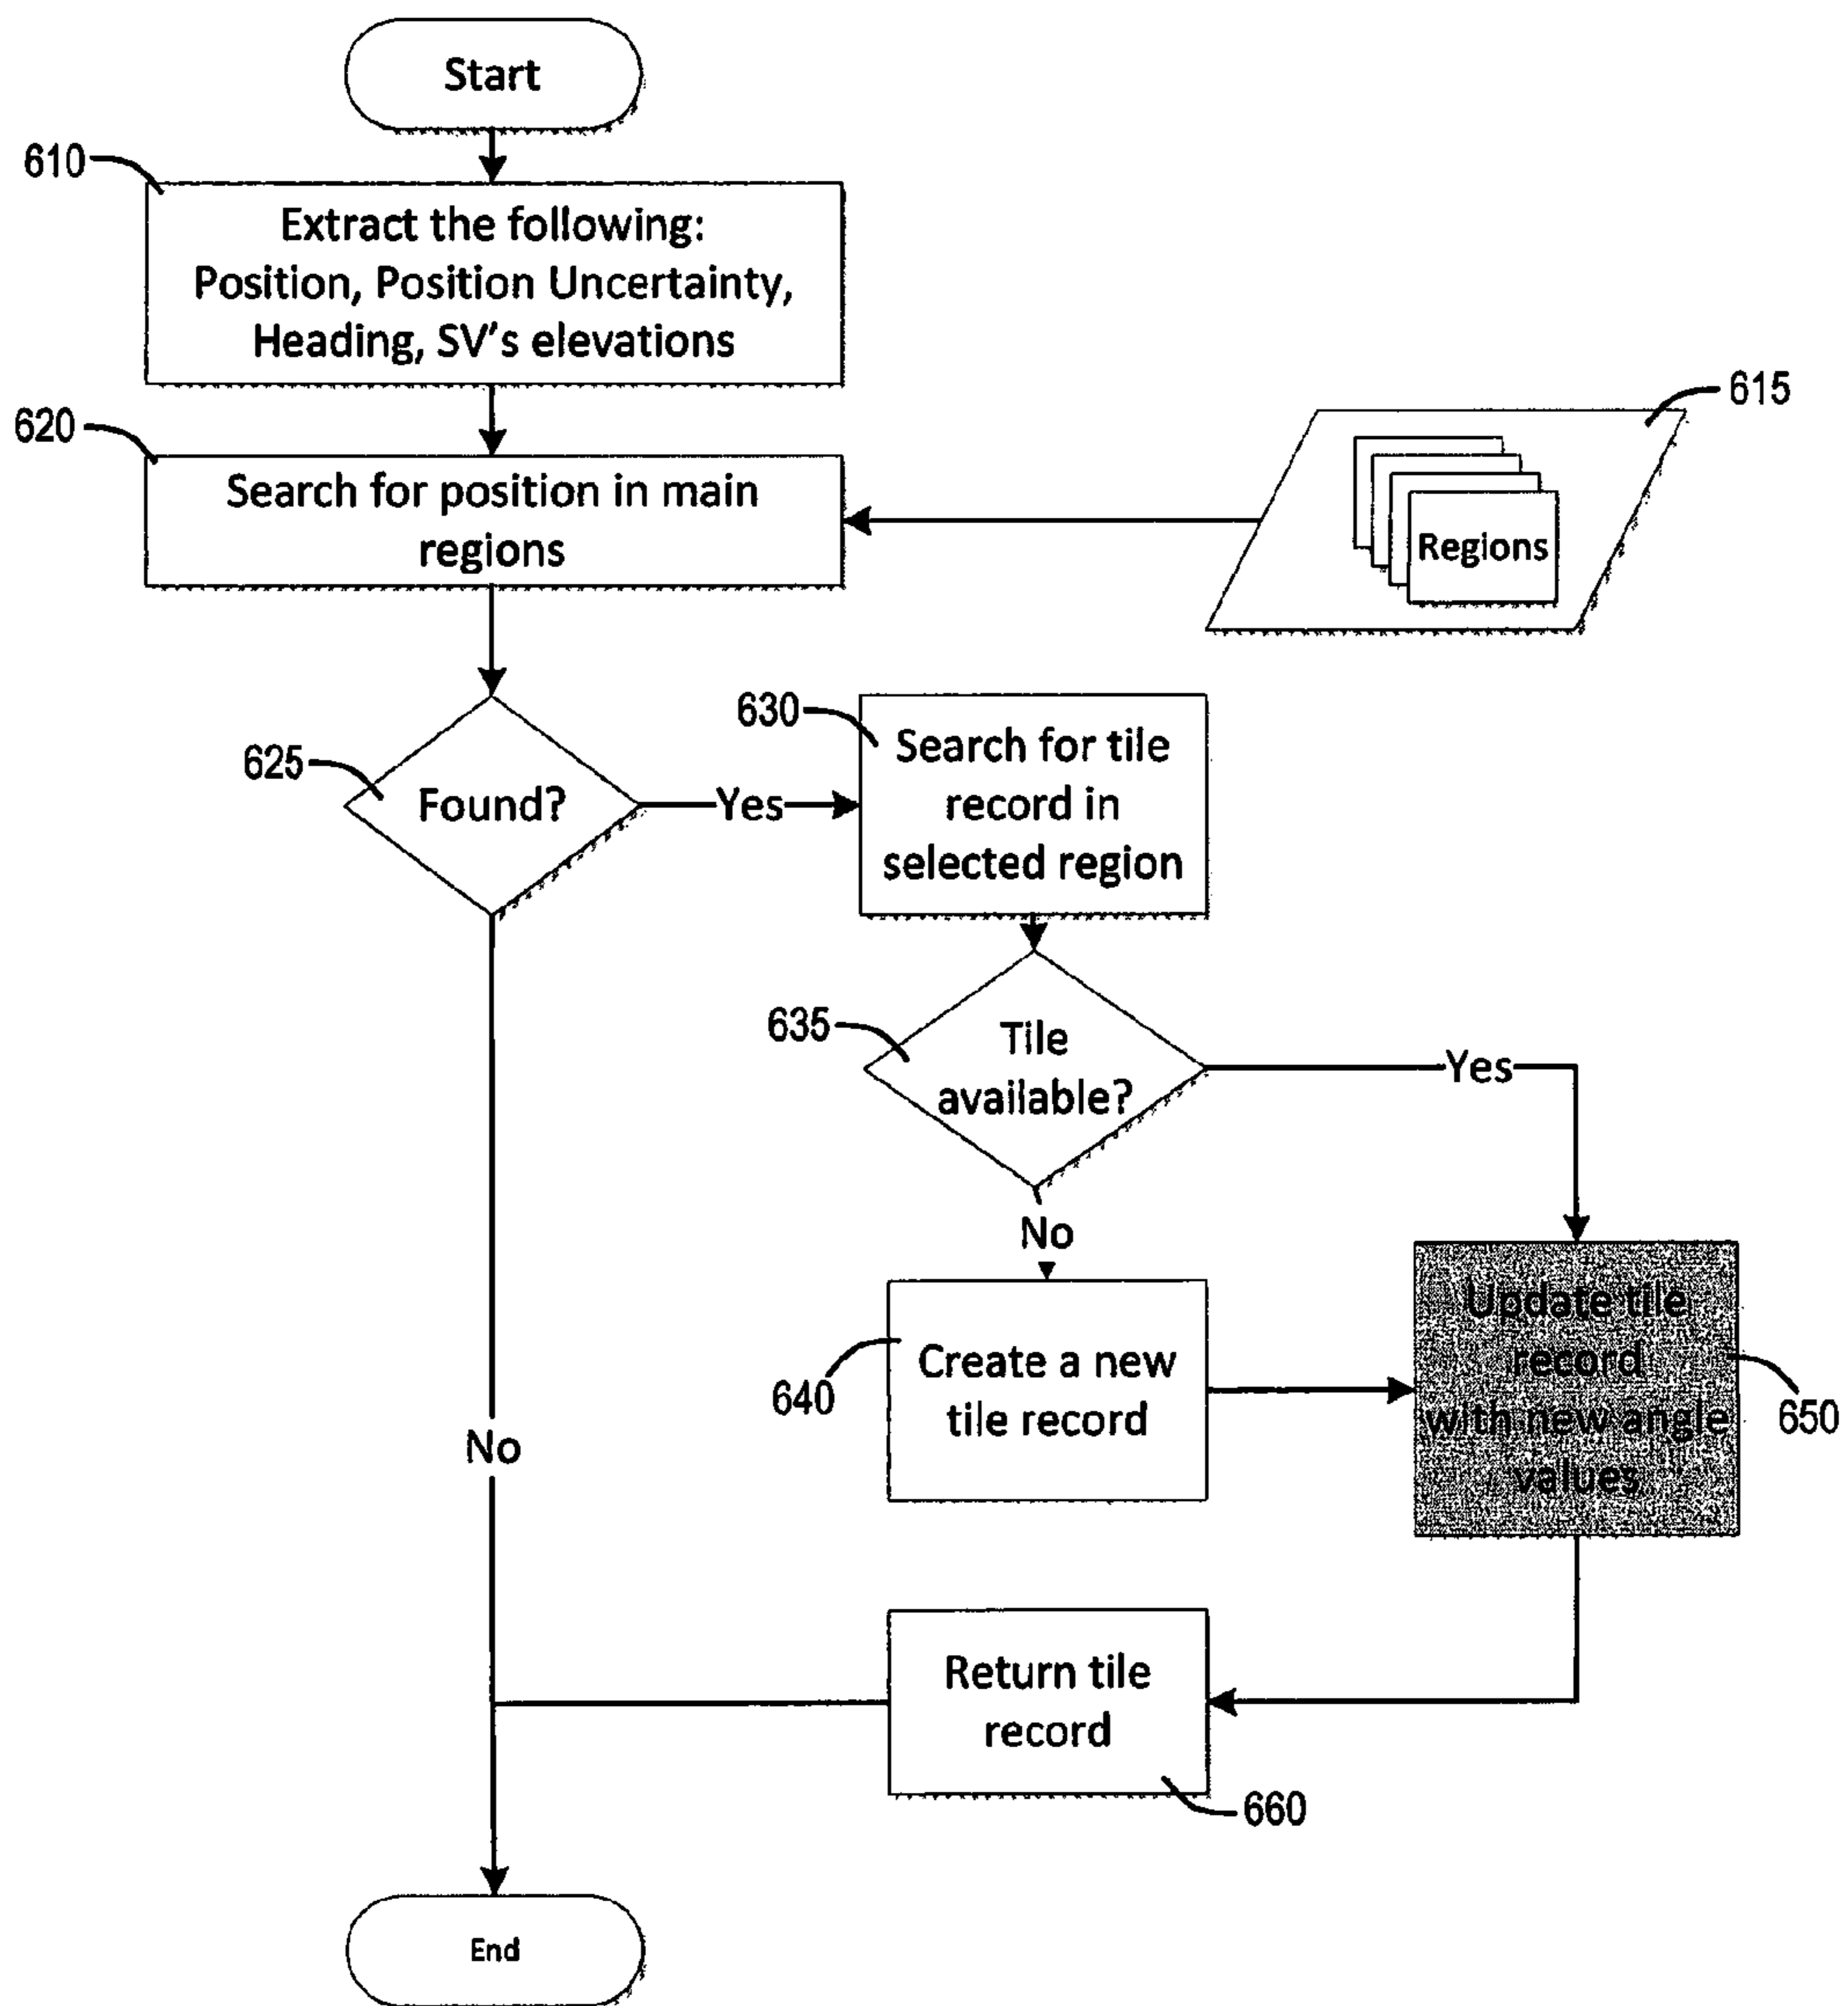 Start
610
Extract the following:
Position, Position Uncertainty,
Heading, SV's elevations
615
620
Search for position in main
regions
Regions
625
Found?
Yes
630
Search for tile
record in
selected region
635
Tile
available?
Yes
No
No
640
Create a new
tile record
Update tile
record
with new angle
values
650
Return tile
record
660
End